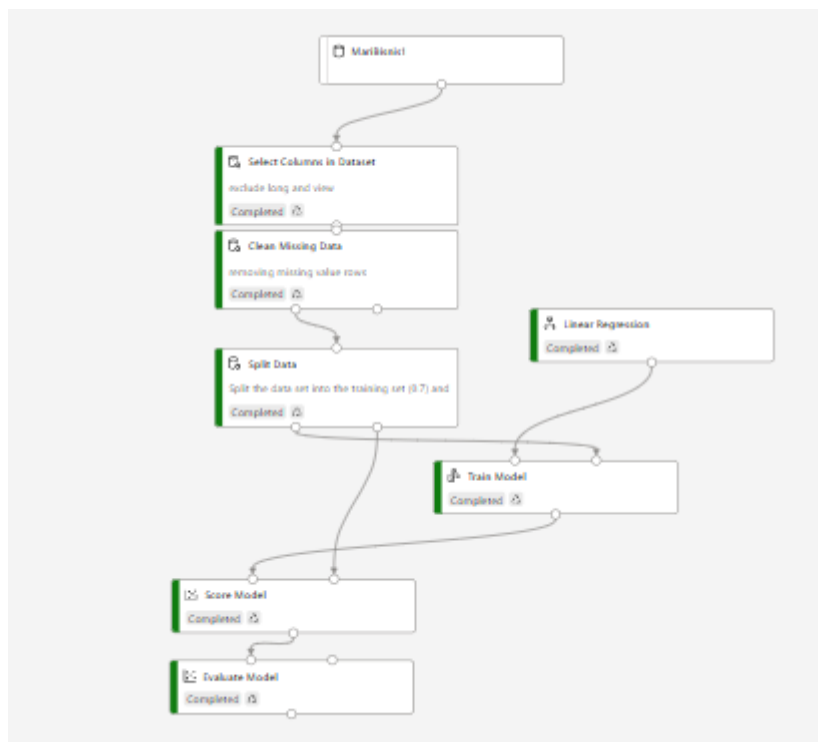 MariBisnis1
Select Columns in Dataset
exclude long and view
Completed
Clean Missing Data
removing missing value rows
Completed
Linear Regression
Completed
Split Data
Split the data set into the training set (0.7) and
Completed
Train Model
Completed
Score Model
Completed
Evaluate Model
Completed